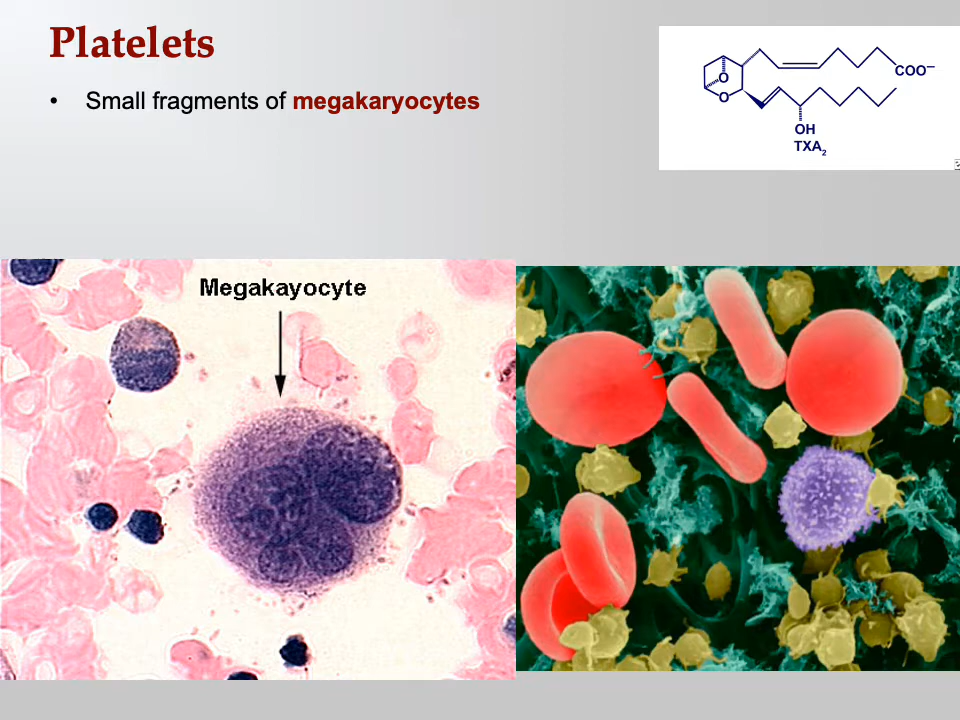 Platelets
• Small fragments of megakaryocytes
O
O
COO⁻
OH
TXA₂
Megakayocyte